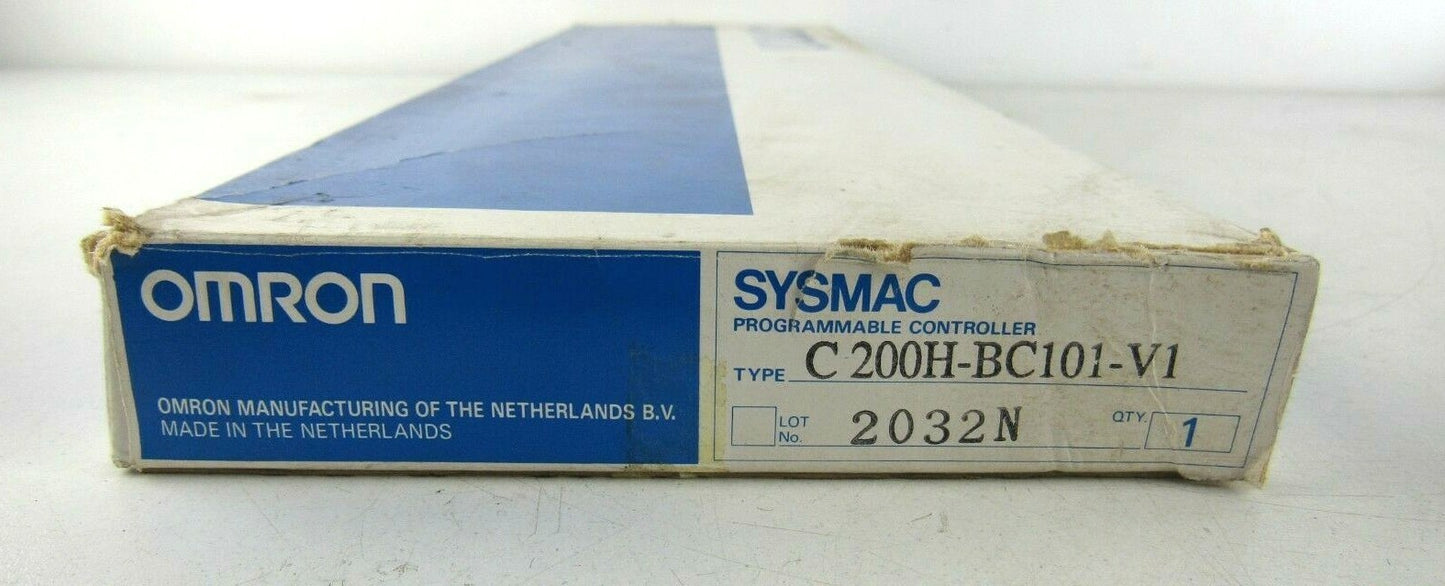 OMRON
OMRON MANUFACTURING OF THE NETHERLANDS B.V.
MADE IN THE NETHERLANDS
SYSMAC
PROGRAMMABLE CONTROLLER
TYPE C200H-BC101-V1
LOT No. 2032N QTY. 1